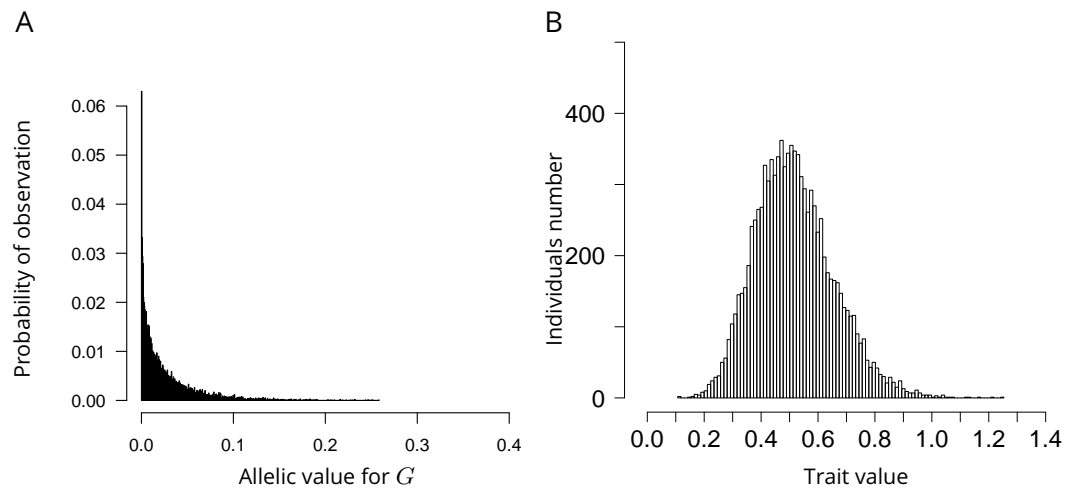 A
B
Probability of observation
0.06
0.05
0.04
0.03
0.02
0.01
0.00
0.0 0.1 0.2 0.3 0.4
Allelic value for G
Individuals number
400
200
0
0.0 0.2 0.4 0.6 0.8 1.0 1.2 1.4
Trait value